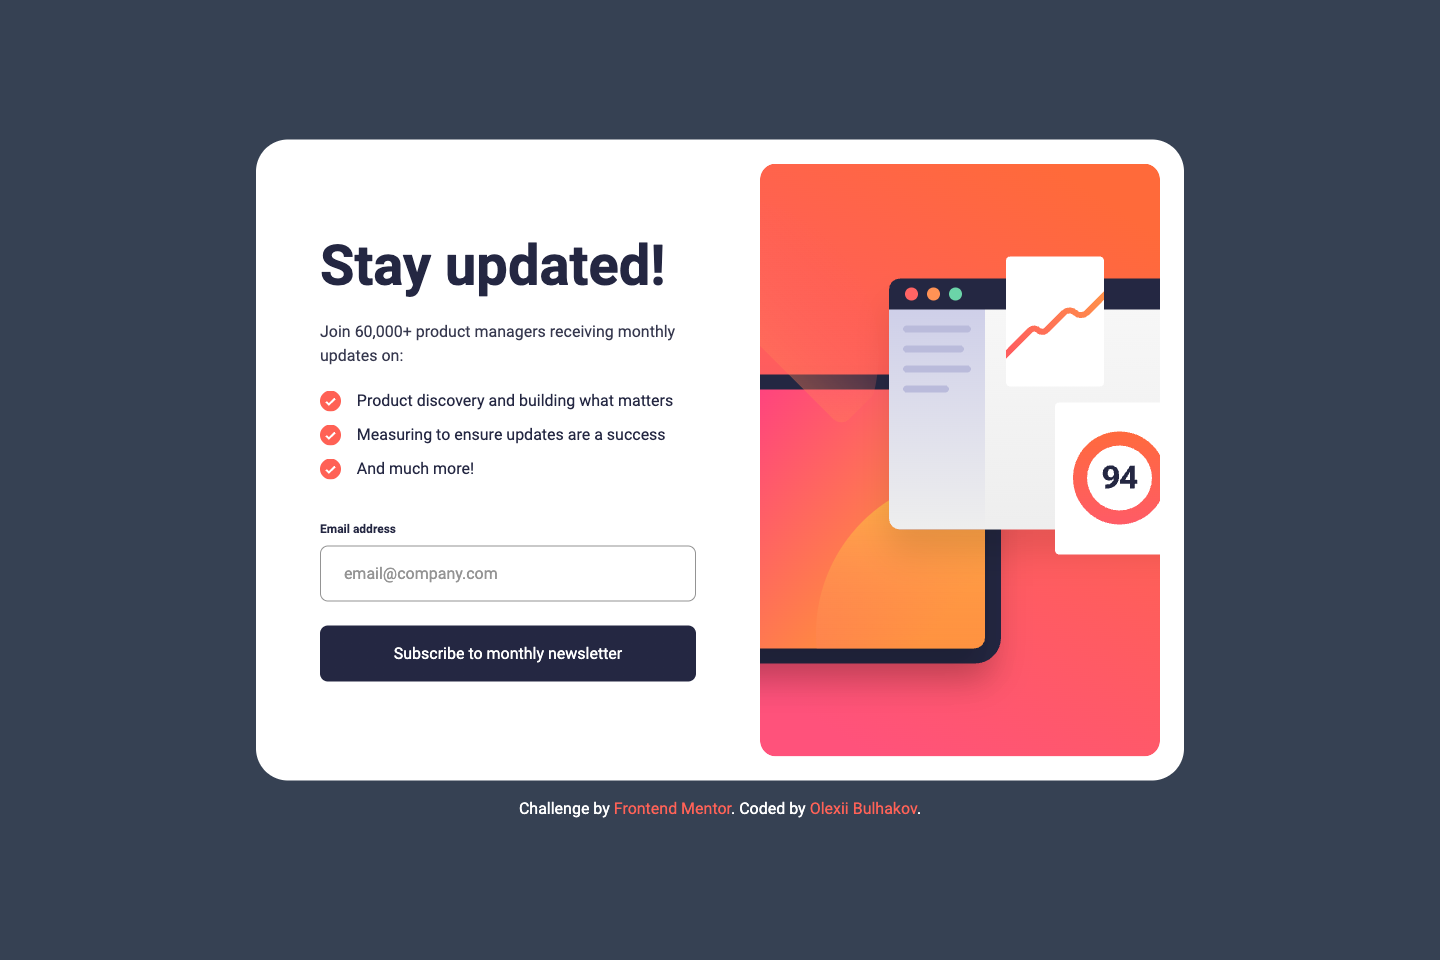 Stay updated!
Join 60,000+ product managers receiving monthly
updates on:
Product discovery and building what matters
Measuring to ensure updates are a success
And much more!
Email address
email@company.com
Subscribe to monthly newsletter
94
Challenge by Frontend Mentor. Coded by Olexii Bulhakov.